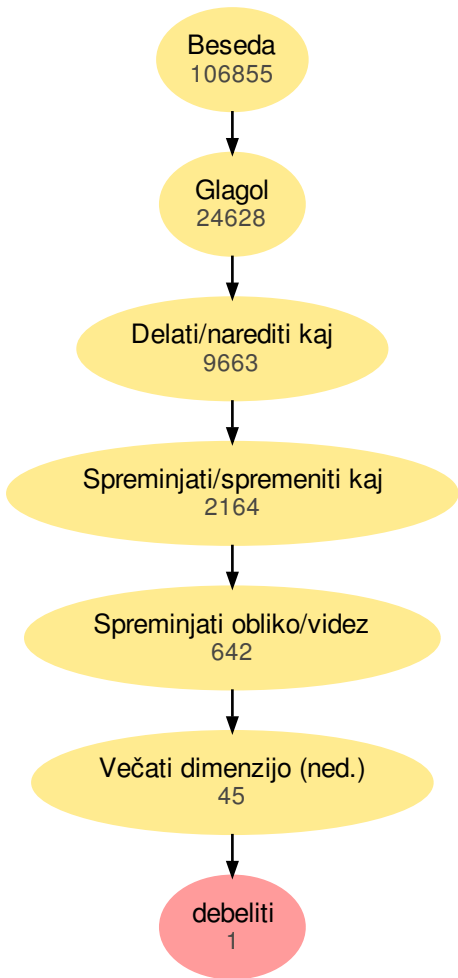 Beseda
106855
Glagol
24628
Delati/narediti kaj
9663
Spreminjati/spremeniti kaj
2164
Spreminjati obliko/videz
642
Večati dimenzijo (ned.)
45
debeliti
1